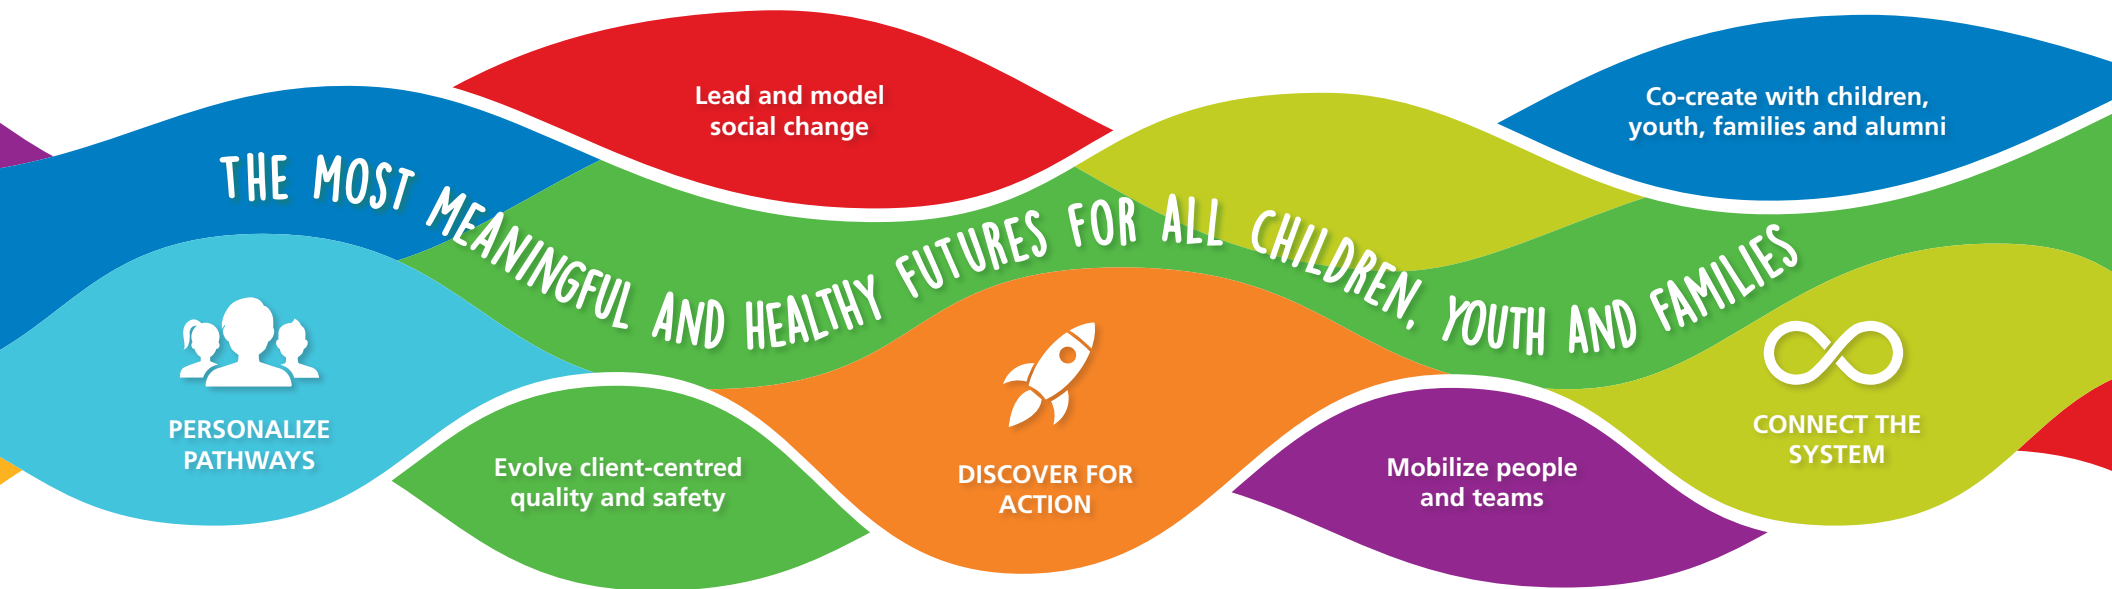 Lead and model
social change
Co-create with children,
youth, families and alumni
THE MOST MEANINGFUL AND HEALTHY FUTURES FOR ALL CHILDREN, YOUTH AND FAMILIES
PERSONALIZE
PATHWAYS
Evolve client-centred
quality and safety
DISCOVER FOR
ACTION
Mobilize people
and teams
CONNECT THE
SYSTEM